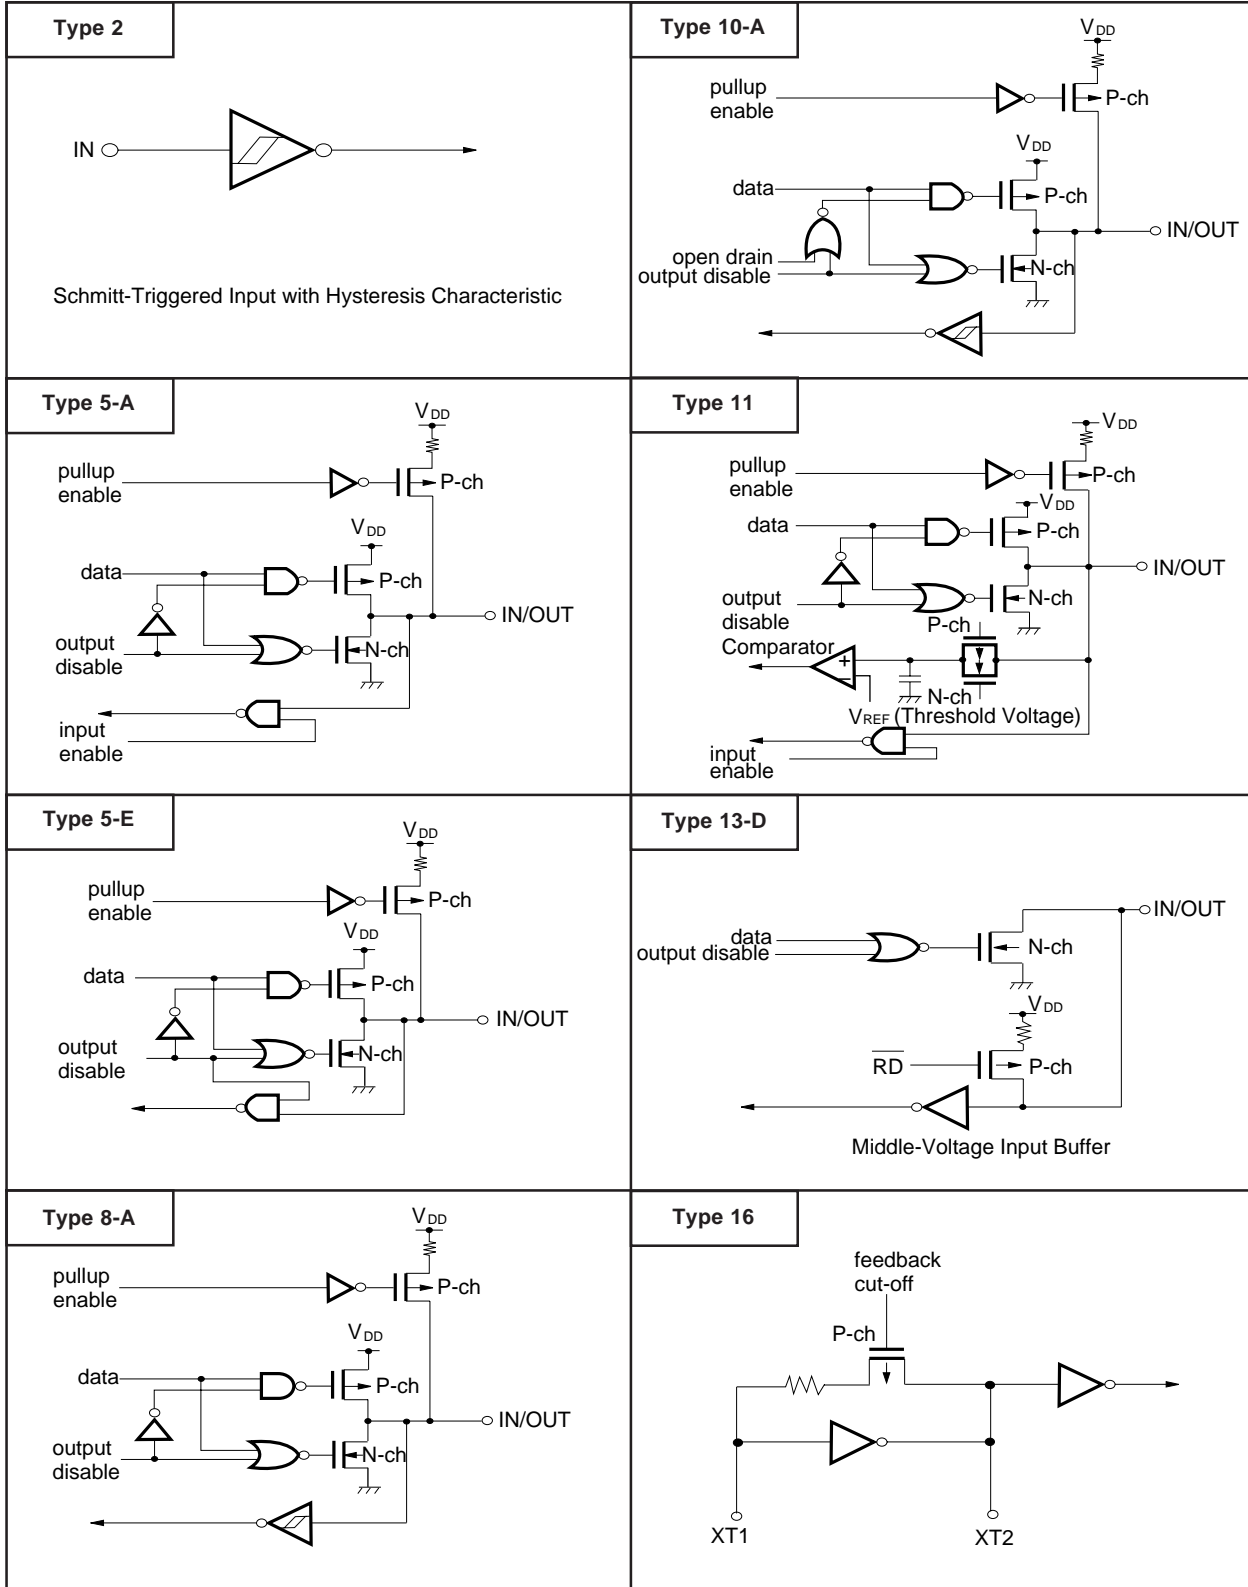 Type 2
IN
Schmitt-Triggered Input with Hysteresis Characteristic
Type 10-A
VDD
pullup
enable
P-ch
VDD
data
P-ch
IN/OUT
open drain
output disable
N-ch
Type 5-A
VDD
pullup
enable
P-ch
VDD
data
P-ch
IN/OUT
output
disable
N-ch
input
enable
Type 11
VDD
pullup
enable
P-ch
VDD
data
P-ch
IN/OUT
output
disable
N-ch
P-ch
Comparator
+
−
N-ch
VREF (Threshold Voltage)
input
enable
Type 5-E
VDD
pullup
enable
P-ch
VDD
data
P-ch
IN/OUT
output
disable
N-ch
Type 13-D
IN/OUT
data
output disable
N-ch
VDD
RD
P-ch
Middle-Voltage Input Buffer
Type 8-A
VDD
pullup
enable
P-ch
VDD
data
P-ch
IN/OUT
output
disable
N-ch
Type 16
feedback
cut-off
P-ch
XT1
XT2